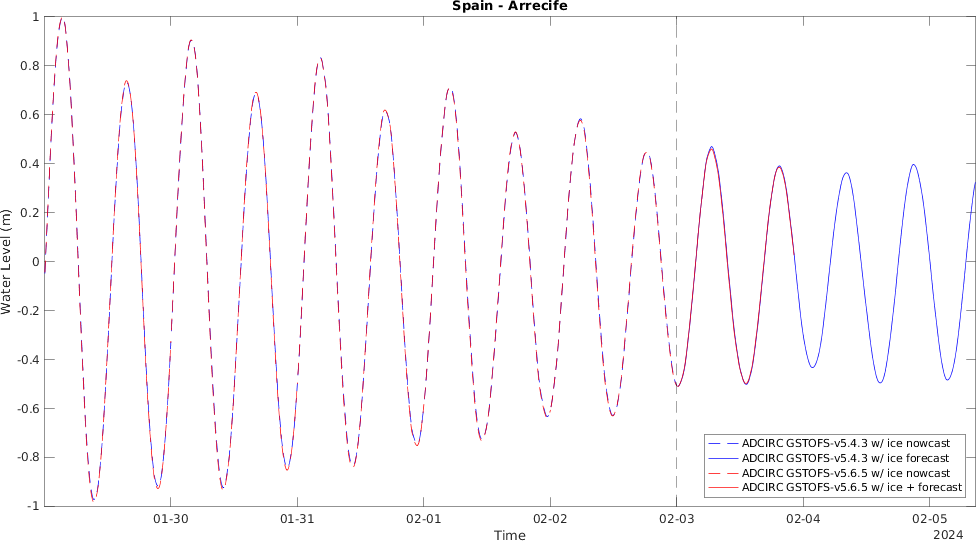 Spain - Arrecife
Water Level (m)
1
0.8
0.6
0.4
0.2
0
-0.2
-0.4
-0.6
-0.8
-1
ADCIRC GSTOFS-v5.4.3 w/ ice nowcast
ADCIRC GSTOFS-v5.4.3 w/ ice forecast
ADCIRC GSTOFS-v5.6.5 w/ ice nowcast
ADCIRC GSTOFS-v5.6.5 w/ ice + forecast
01-30 01-31 02-01 02-02 02-03 02-04 02-05
Time 2024